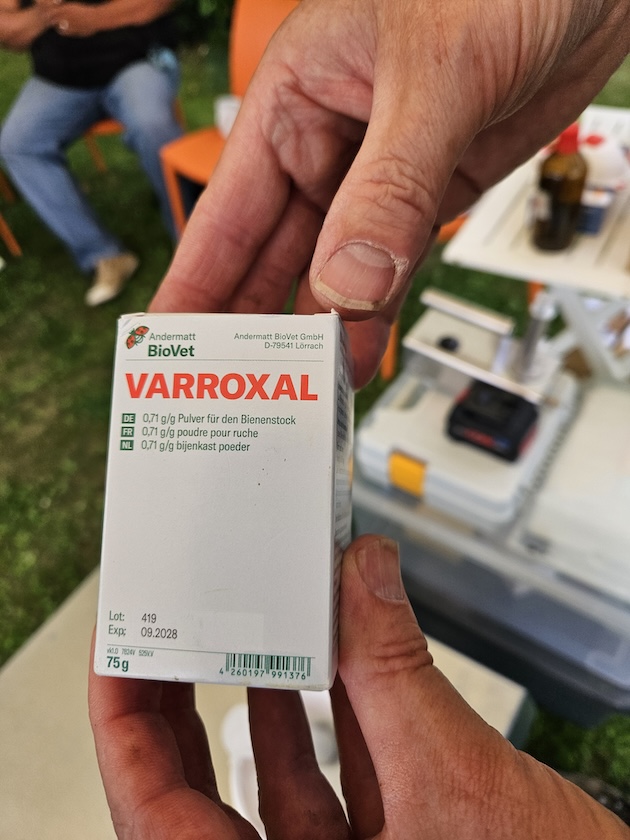 Andermatt
BioVet
Andermatt BioVet GmbH
D-79541 Lörrach
VARROXAL
DE 0,71 g/g Pulver für den Bienenstock
FR 0,71 g/g poudre pour ruche
NL 0,71 g/g bijenkast poeder
Lot: 419
Exp; 09.2028
75g
4 260197 991376